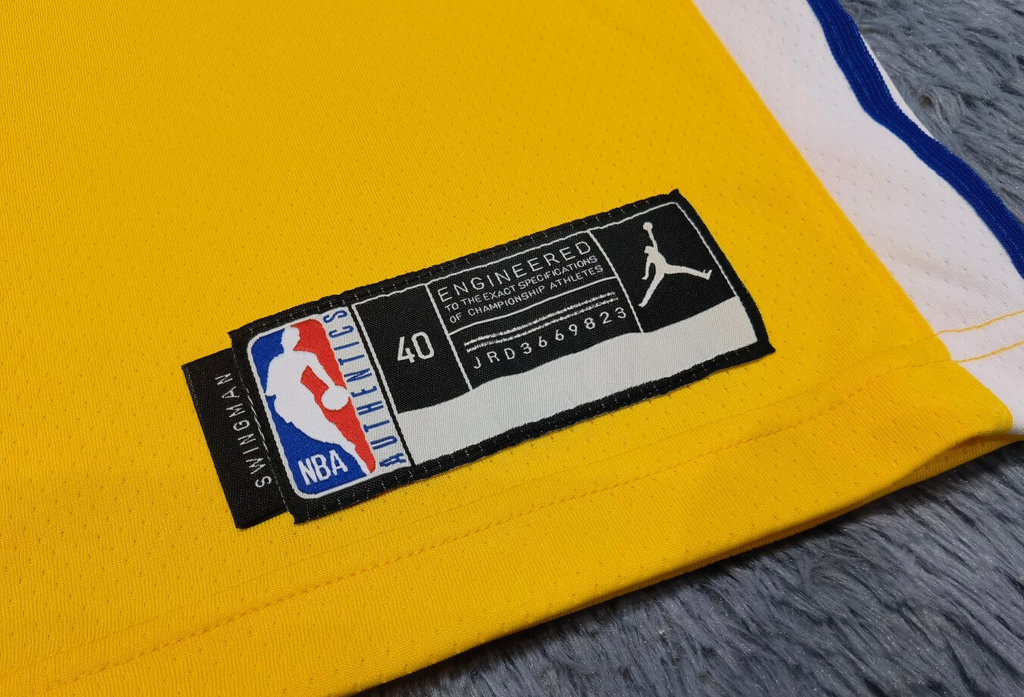 SWINGMAN
NBA
AUTHENTICS
40
ENGINEERED
TO THE EXACT SPECIFICATIONS
OF CHAMPIONSHIP ATHLETES
JRD3669823